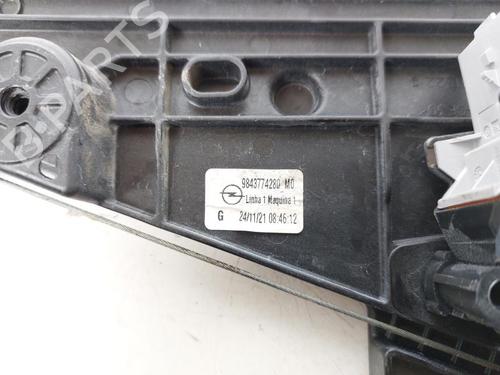 B-PARTS
9843774280 M0
Linha 1 Maquina 1
G 24/11/21 08:46:12